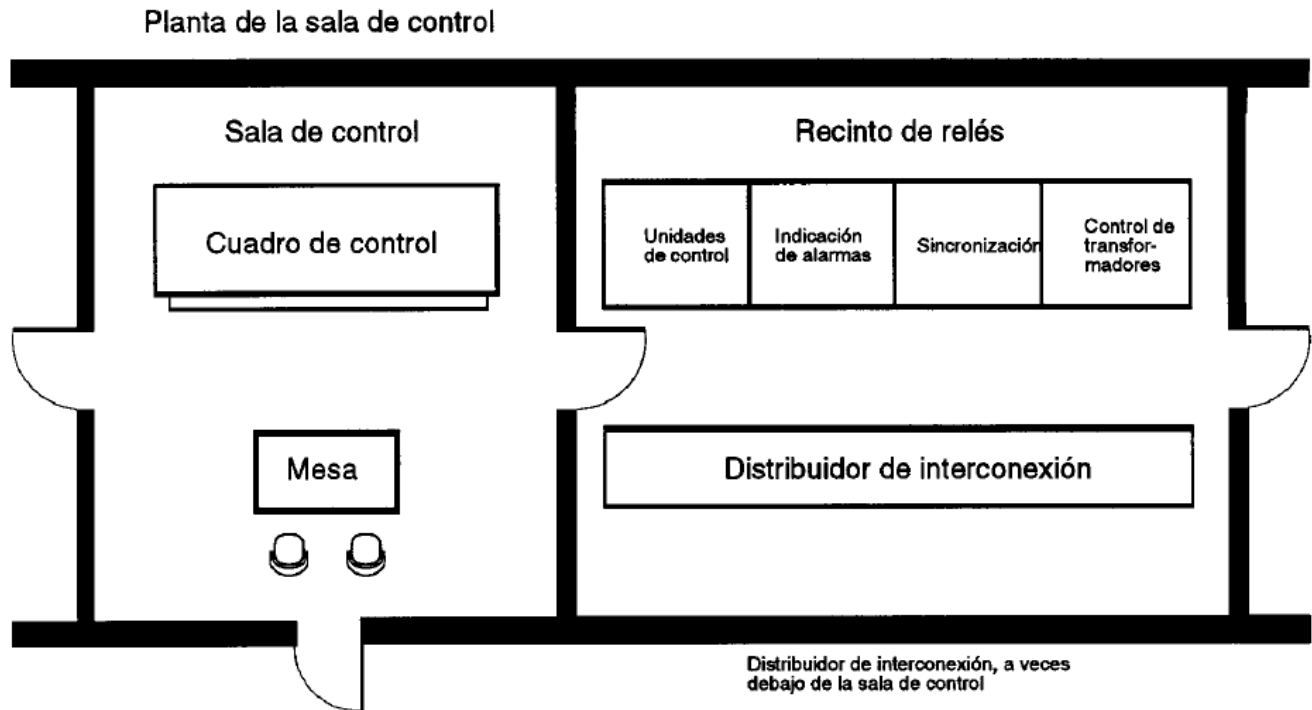 Planta de la sala de control
Sala de control
Recinto de relés
Cuadro de control
Unidades
de control
Indicación
de alarmas
Sincronización
Control de
transfor-
madores
Mesa
Distribuidor de interconexión
Distribuidor de interconexión, a veces
debajo de la sala de control